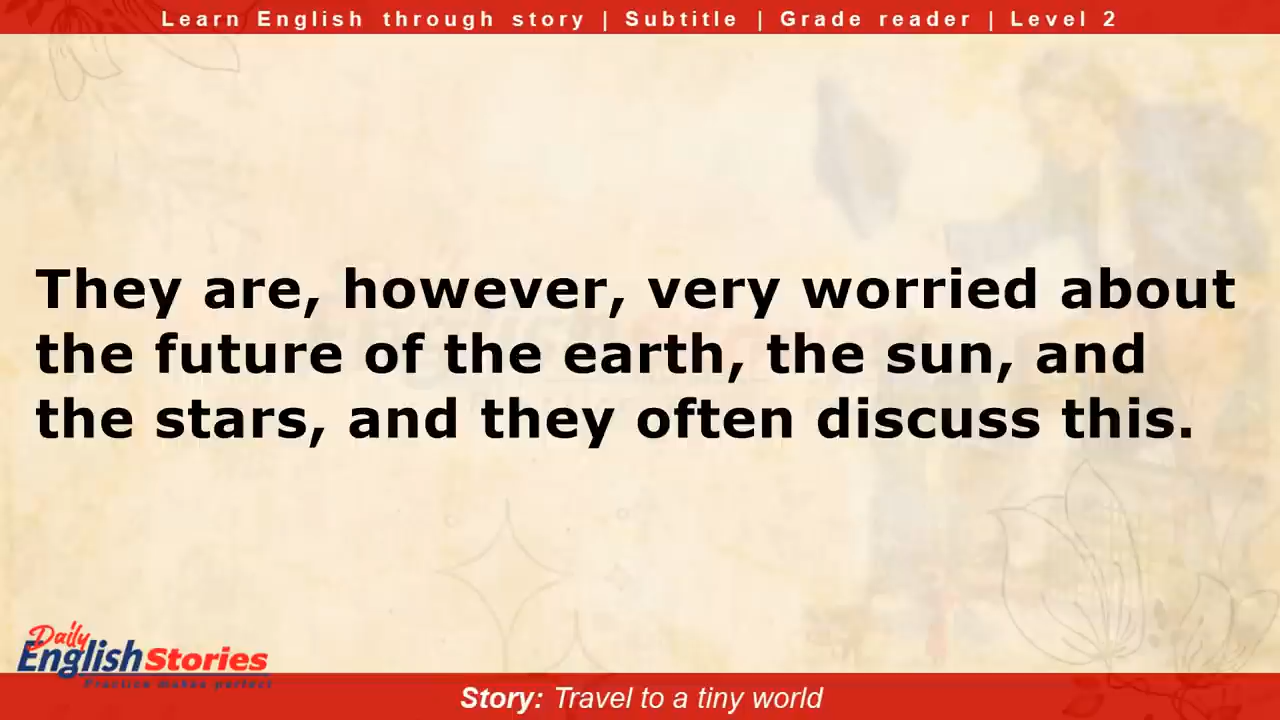 Learn English through story | Subtitle | Grade reader | Level 2
They are, however, very worried about
the future of the earth, the sun, and
the stars, and they often discuss this.
Daily
English Stories
Practice makes perfect
Story: Travel to a tiny world